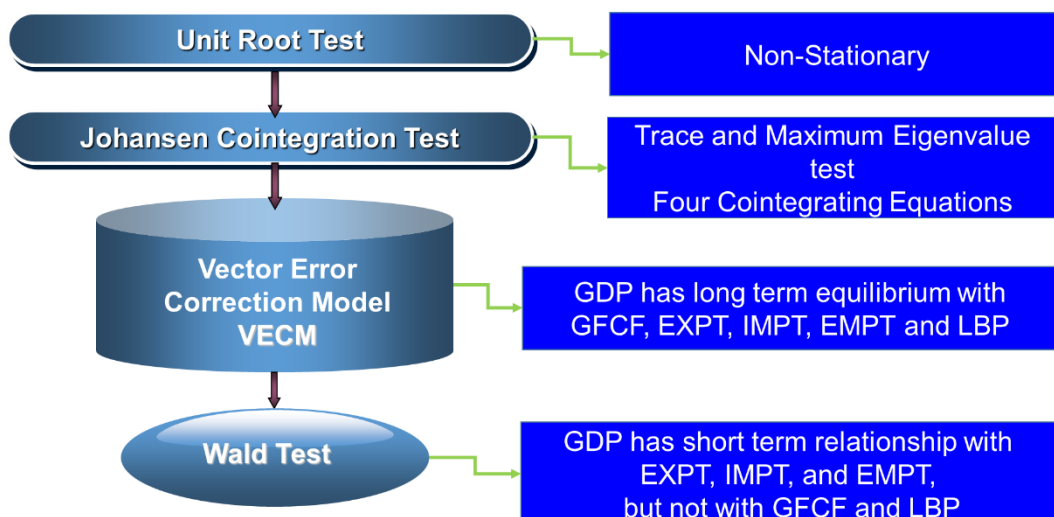 Unit Root Test
Non-Stationary
Johansen Cointegration Test
Trace and Maximum Eigenvalue
test
Four Cointegrating Equations
Vector Error
Correction Model
VECM
GDP has long term equilibrium with
GFCF, EXPT, IMPT, EMPT and LBP
Wald Test
GDP has short term relationship with
EXPT, IMPT, and EMPT,
but not with GFCF and LBP